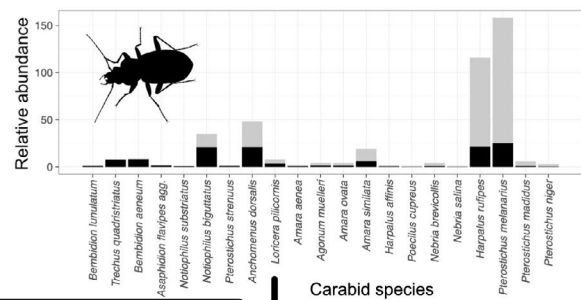 Relative abundance
150
100
50
0
Bembidion lunulatum
Trechus quadristriatus
Bembidion aeneum
Asaphidion flavipes agg.
Notiophilus substriatus
Notiophilus biguttatus
Pterostichus strenuus
Anchomenus dorsalis
Loricera pilicornis
Amara aenea
Agonum muelleri
Amara ovata
Amara similata
Harpalus affinis
Poecilus cupreus
Nebria brevicollis
Nebria salina
Harpalus rufipes
Pterostichus melanarius
Pterostichus madidus
Pterostichus niger
Carabid species